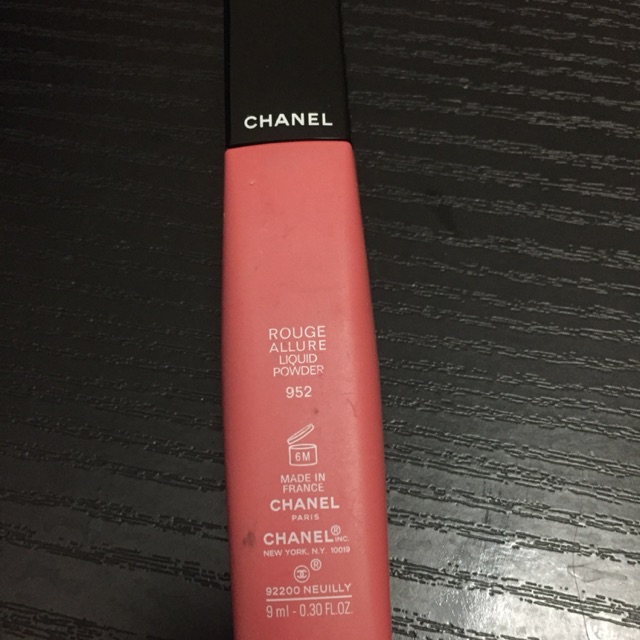 CHANEL
ROUGE
ALLURE
LIQUID
POWDER
952
6M
MADE IN
FRANCE
CHANEL
PARIS
CHANEL® INC.
NEW YORK, N.Y. 10019
®
92200 NEUILLY
9 ml - 0.30 FL.OZ.